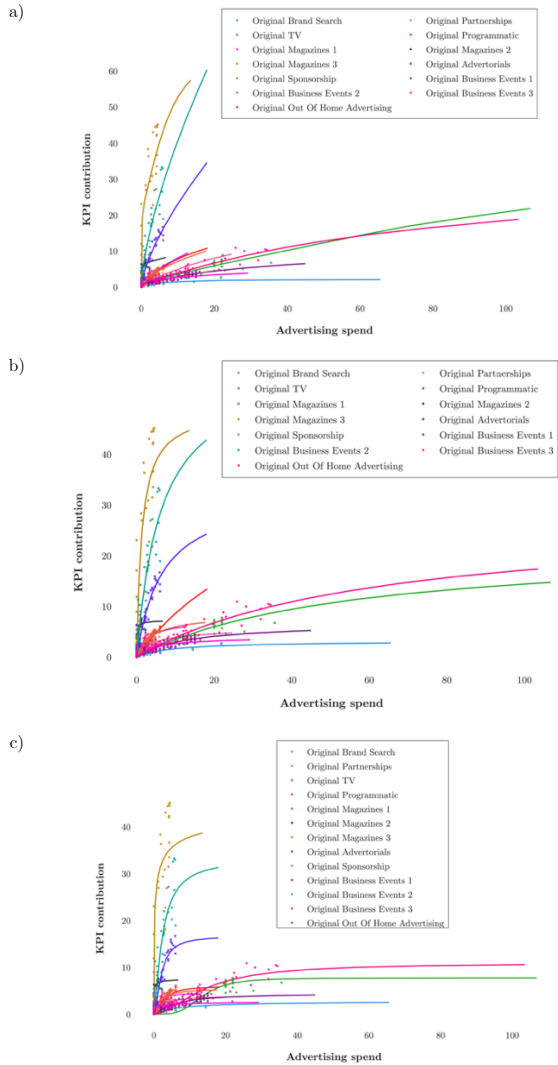 a)
Original Brand Search Original Partnerships
Original TV Original Programmatic
Original Magazines 1 Original Magazines 2
Original Magazines 3 Original Advertorials
Original Sponsorship Original Business Events 1
Original Business Events 2 Original Business Events 3
Original Out Of Home Advertising
60
50
40
30
20
10
0
KPI contribution
0 20 40 60 80 100
Advertising spend
b)
Original Brand Search Original Partnerships
Original TV Original Programmatic
Original Magazines 1 Original Magazines 2
Original Magazines 3 Original Advertorials
Original Sponsorship Original Business Events 1
Original Business Events 2 Original Business Events 3
Original Out Of Home Advertising
40
30
20
10
0
KPI contribution
0 20 40 60 80 100
Advertising spend
c)
Original Brand Search
Original Partnerships
Original TV
Original Programmatic
Original Magazines 1
Original Magazines 2
Original Magazines 3
Original Advertorials
Original Sponsorship
Original Business Events 1
Original Business Events 2
Original Business Events 3
Original Out Of Home Advertising
40
30
20
10
0
KPI contribution
0 20 40 60 80 100
Advertising spend